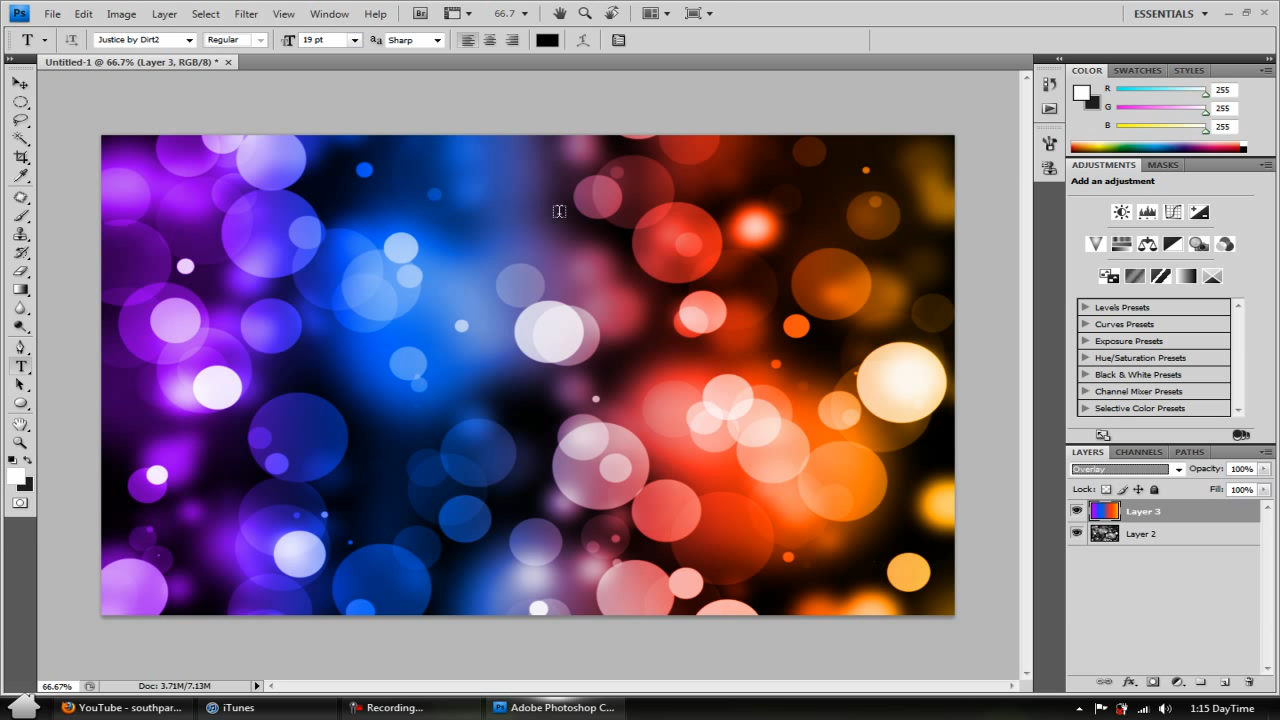 Ps File Edit Image Layer Select Filter Analysis View Window Help Br 66.7 ESSENTIALS
T Justice by Dirt2 Regular 19 pt aa Sharp
Untitled-1 @ 66.7% (Layer 3, RGB/8) *
COLOR SWATCHES STYLES
R 255
G 255
B 255
ADJUSTMENTS MASKS
Add an adjustment
Levels Presets
Curves Presets
Exposure Presets
Hue/Saturation Presets
Black & White Presets
Channel Mixer Presets
Selective Color Presets
LAYERS CHANNELS PATHS
Overlay Opacity: 100%
Lock: Fill: 100%
Layer 3
Layer 2
66.67% Doc: 3.71M/7.13M
YouTube - southpar... iTunes Recording... Ps Adobe Photoshop C... 1:15 DayTime